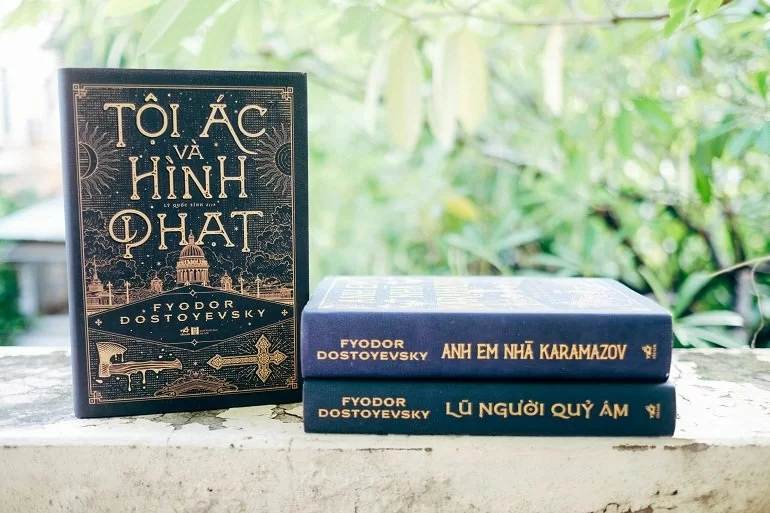 TỘI ÁC
VÀ
HÌNH
PHẠT
FYODOR
DOSTOYEVSKY
FYODOR
DOSTOYEVSKY
ANH EM NHÀ KARAMAZOV
FYODOR
DOSTOYEVSKY
LŨ NGƯỜI QUỶ ÁM